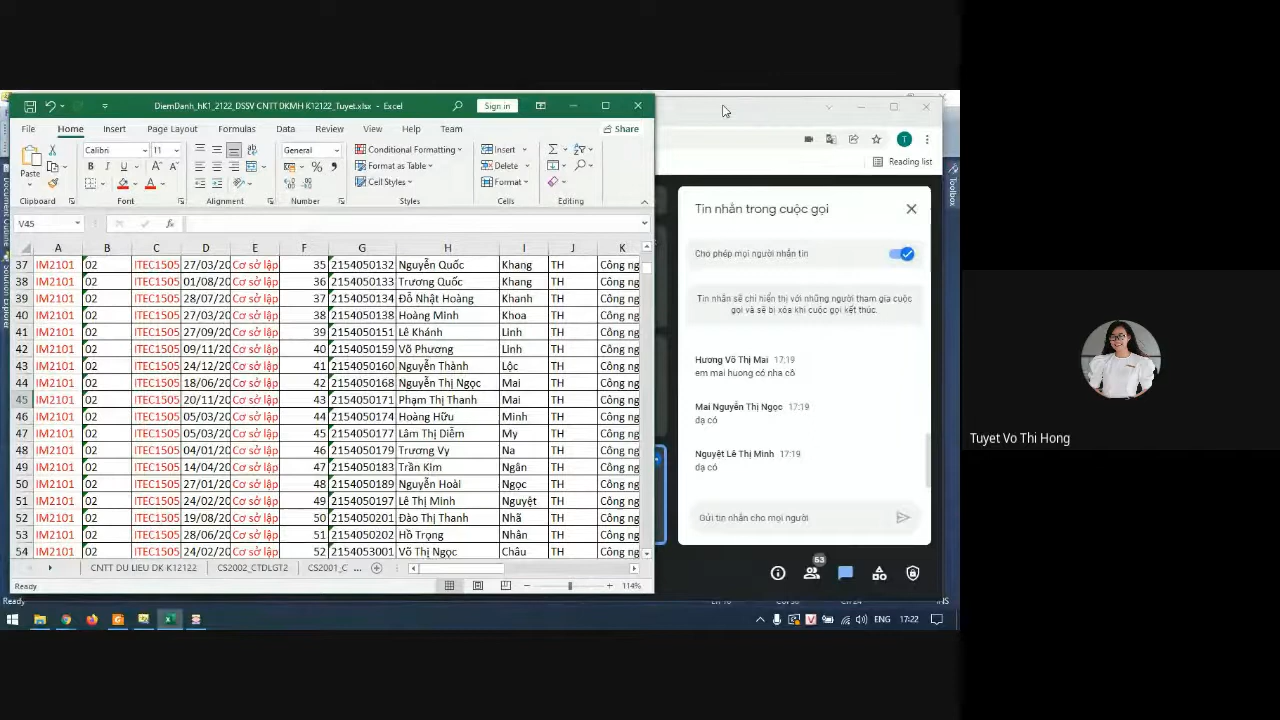 DiemDanh_hK1_2122_DSSV CNTT DKMH K12122_Tuyet.xlsx - Excel
Sign in
File Home Insert Page Layout Formulas Data Review View Help Team Share
Paste
Calibri 11
B I U
General
Conditional Formatting
Format as Table
Cell Styles
Insert
Delete
Format
Clipboard Font Alignment Number Styles Cells Editing
V45
A B C D E F G H I J K
37 IM2101 02 ITEC1505 27/03/20 Cơ sở lập 35 2154050132 Nguyễn Quốc Khang TH Công ng
38 IM2101 02 ITEC1505 01/08/20 Cơ sở lập 36 2154050133 Trương Quốc Khang TH Công ng
39 IM2101 02 ITEC1505 28/07/20 Cơ sở lập 37 2154050134 Đỗ Nhật Hoàng Khanh TH Công ng
40 IM2101 02 ITEC1505 27/03/20 Cơ sở lập 38 2154050138 Hoàng Minh Khoa TH Công ng
41 IM2101 02 ITEC1505 27/09/20 Cơ sở lập 39 2154050151 Lê Khánh Linh TH Công ng
42 IM2101 02 ITEC1505 09/11/20 Cơ sở lập 40 2154050159 Võ Phương Linh TH Công ng
43 IM2101 02 ITEC1505 24/12/20 Cơ sở lập 41 2154050160 Nguyễn Thành Lộc TH Công ng
44 IM2101 02 ITEC1505 18/06/20 Cơ sở lập 42 2154050168 Nguyễn Thị Ngọc Mai TH Công ng
45 IM2101 02 ITEC1505 20/11/20 Cơ sở lập 43 2154050171 Phạm Thị Thanh Mai TH Công ng
46 IM2101 02 ITEC1505 05/03/20 Cơ sở lập 44 2154050174 Hoàng Hữu Minh TH Công ng
47 IM2101 02 ITEC1505 05/03/20 Cơ sở lập 45 2154050177 Lâm Thị Diễm My TH Công ng
48 IM2101 02 ITEC1505 04/01/20 Cơ sở lập 46 2154050179 Trương Vy Na TH Công ng
49 IM2101 02 ITEC1505 14/04/20 Cơ sở lập 47 2154050183 Trần Kim Ngân TH Công ng
50 IM2101 02 ITEC1505 27/01/20 Cơ sở lập 48 2154050189 Nguyễn Hoài Ngọc TH Công ng
51 IM2101 02 ITEC1505 24/02/20 Cơ sở lập 49 2154050197 Lê Thị Minh Nguyệt TH Công ng
52 IM2101 02 ITEC1505 19/08/20 Cơ sở lập 50 2154050201 Đào Thị Thanh Nhã TH Công ng
53 IM2101 02 ITEC1505 28/06/20 Cơ sở lập 51 2154050202 Hồ Trọng Nhân TH Công ng
54 IM2101 02 ITEC1505 24/02/20 Cơ sở lập 52 2154053001 Võ Thị Ngọc Châu TH Công ng
CNTT DU LIEU DK K12122 CS2002_CTDLGT2 CS2001_C ...
Ready
114%
Ready
T
Reading list
Toolbox
Solution Explorer
Tin nhắn trong cuộc gọi
Cho phép mọi người nhắn tin
Tin nhắn sẽ chỉ hiển thị với những người tham gia cuộc
gọi và sẽ bị xóa khi cuộc gọi kết thúc.
Hương Võ Thị Mai 17:19
em mai huong có nha cô
Mai Nguyễn Thị Ngọc 17:19
dạ có
Nguyệt Lê Thị Minh 17:19
dạ có
Gửi tin nhắn cho mọi người
53
ENG 17:22
Tuyet Vo Thi Hong